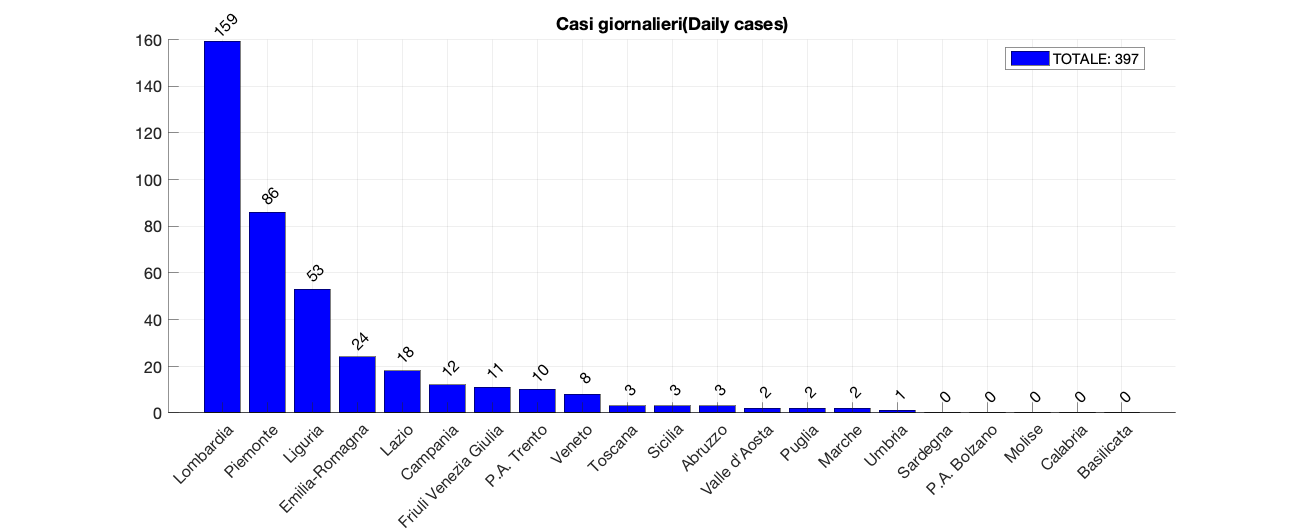 Casi giornalieri(Daily cases)
TOTALE: 397
160
140
120
100
80
60
40
20
0
159
86
53
24
18
12
11
10
8
3
3
3
2
2
2
1
0
0
0
0
0
Lombardia
Piemonte
Liguria
Emilia-Romagna
Lazio
Campania
Friuli Venezia Giulia
P.A. Trento
Veneto
Toscana
Sicilia
Abruzzo
Valle d'Aosta
Puglia
Marche
Umbria
Sardegna
P.A. Bolzano
Molise
Calabria
Basilicata